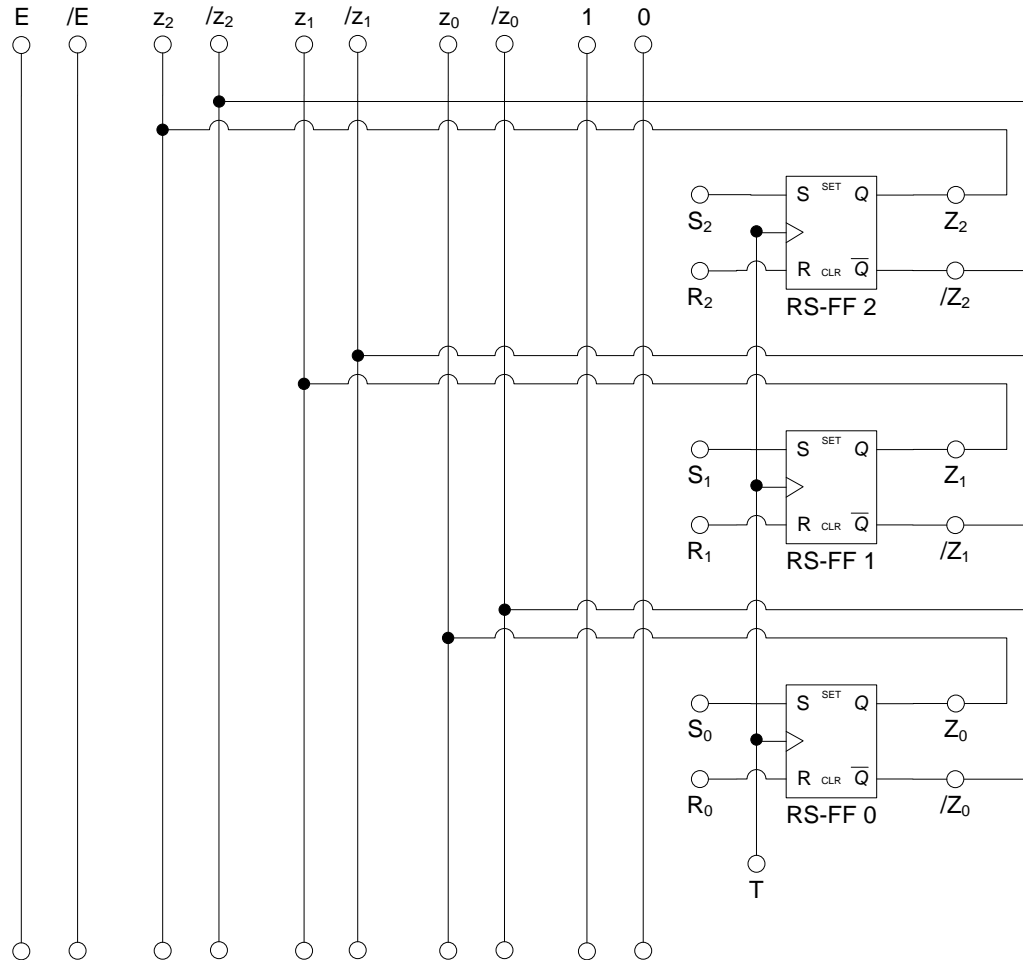 E /E z₂ /z₂ z₁ /z₁ z₀ /z₀ 1 0
S SET Q
S₂ Z₂
R CLR Q̅
R₂ /Z₂
RS-FF 2
S SET Q
S₁ Z₁
R CLR Q̅
R₁ /Z₁
RS-FF 1
S SET Q
S₀ Z₀
R CLR Q̅
R₀ /Z₀
RS-FF 0
T